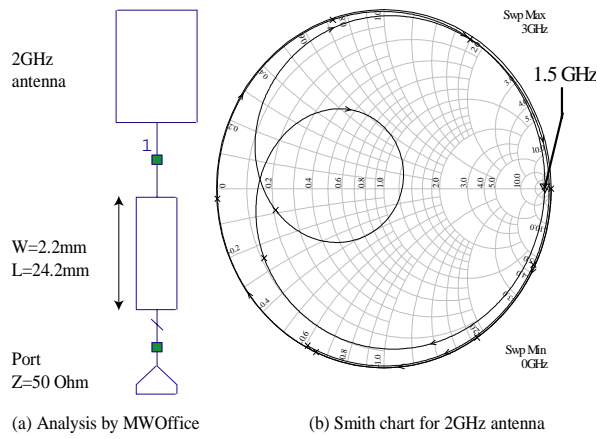 2GHz
antenna
1
W=2.2mm
L=24.2mm
Port
Z=50 Ohm
(a) Analysis by MWOffice
Swp Max
3GHz
1.5 GHz
0 0.2 0.4 0.6 0.8 1.0 2.0 3.0 4.0 5.0 10.0
Swp Min
0GHz
(b) Smith chart for 2GHz antenna